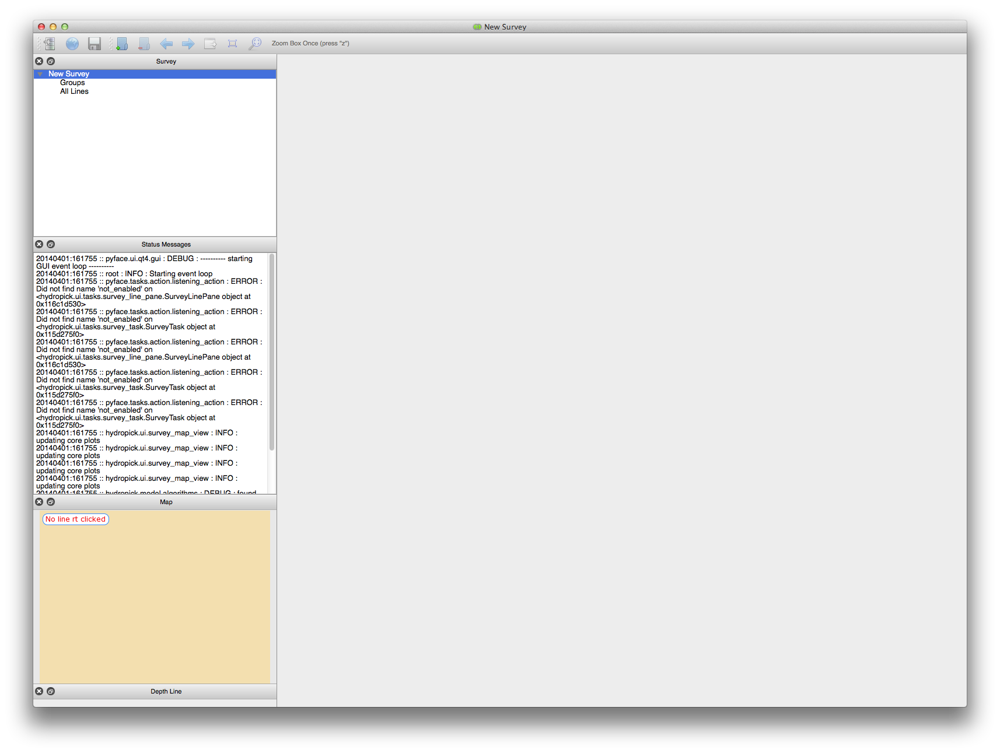 New Survey
Zoom Box Once (press "z")
Survey
New Survey
Groups
All Lines
Status Messages
20140401:161755 :: pyface.ui.qt4.gui : DEBUG : ---------- starting
GUI event loop ----------
20140401:161755 :: root : INFO : Starting event loop
20140401:161755 :: pyface.tasks.action.listening_action : ERROR :
Did not find name 'not_enabled' on
<hydropick.ui.tasks.survey_line_pane.SurveyLinePane object at
0x116c1d530>
20140401:161755 :: pyface.tasks.action.listening_action : ERROR :
Did not find name 'not_enabled' on
<hydropick.ui.tasks.survey_task.SurveyTask object at
0x115d275f0>
20140401:161755 :: pyface.tasks.action.listening_action : ERROR :
Did not find name 'not_enabled' on
<hydropick.ui.tasks.survey_line_pane.SurveyLinePane object at
0x116c1d530>
20140401:161755 :: pyface.tasks.action.listening_action : ERROR :
Did not find name 'not_enabled' on
<hydropick.ui.tasks.survey_task.SurveyTask object at
0x115d275f0>
20140401:161755 :: pyface.tasks.action.listening_action : ERROR :
Did not find name 'not_enabled' on
<hydropick.ui.tasks.survey_task.SurveyTask object at
0x115d275f0>
20140401:161755 :: hydropick.ui.survey_map_view : INFO :
updating core plots
20140401:161755 :: hydropick.ui.survey_map_view : INFO :
updating core plots
20140401:161755 :: hydropick.ui.survey_map_view : INFO :
updating core plots
20140401:161755 :: hydropick.ui.survey_map_view : INFO :
updating core plots
20140401:161755 :: hydropick.model.algorithms : DEBUG : found
Map
No line rt clicked
Depth Line